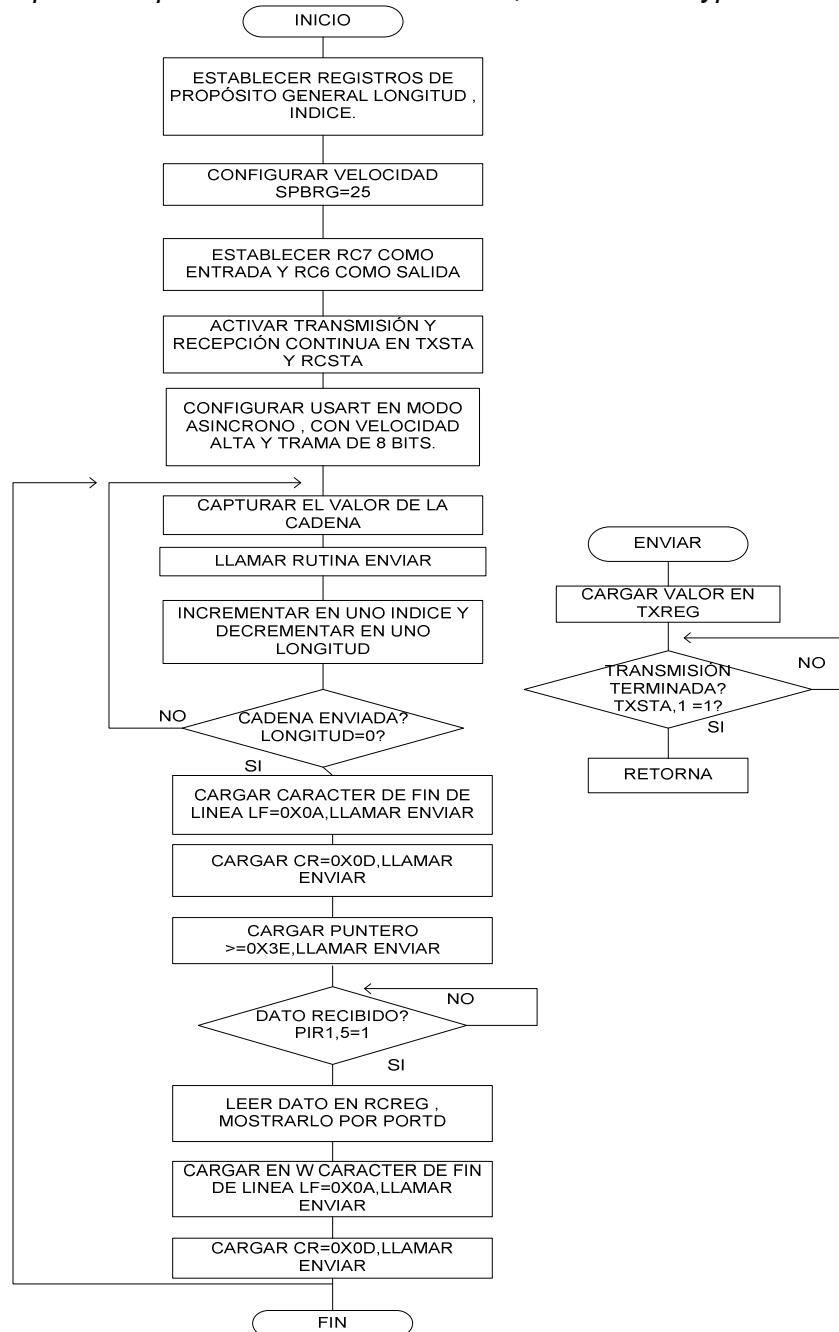 INICIO
ESTABLECER REGISTROS DE
PROPÓSITO GENERAL LONGITUD ,
INDICE.
CONFIGURAR VELOCIDAD
SPBRG=25
ESTABLECER RC7 COMO
ENTRADA Y RC6 COMO SALIDA
ACTIVAR TRANSMISIÓN Y
RECEPCIÓN CONTINUA EN TXSTA
Y RCSTA
CONFIGURAR USART EN MODO
ASINCRONO , CON VELOCIDAD
ALTA Y TRAMA DE 8 BITS.
CAPTURAR EL VALOR DE LA
CADENA
LLAMAR RUTINA ENVIAR
INCREMENTAR EN UNO INDICE Y
DECREMENTAR EN UNO
LONGITUD
NO
CADENA ENVIADA?
LONGITUD=0?
SI
CARGAR CARACTER DE FIN DE
LINEA LF=0X0A,LLAMAR ENVIAR
CARGAR CR=0X0D,LLAMAR
ENVIAR
CARGAR PUNTERO
>=0X3E,LLAMAR ENVIAR
NO
DATO RECIBIDO?
PIR1,5=1
SI
LEER DATO EN RCREG ,
MOSTRARLO POR PORTD
CARGAR EN W CARACTER DE FIN
DE LINEA LF=0X0A,LLAMAR
ENVIAR
CARGAR CR=0X0D,LLAMAR
ENVIAR
FIN
ENVIAR
CARGAR VALOR EN
TXREG
NO
TRANSMISIÓN
TERMINADA?
TXSTA,1 =1?
SI
RETORNA